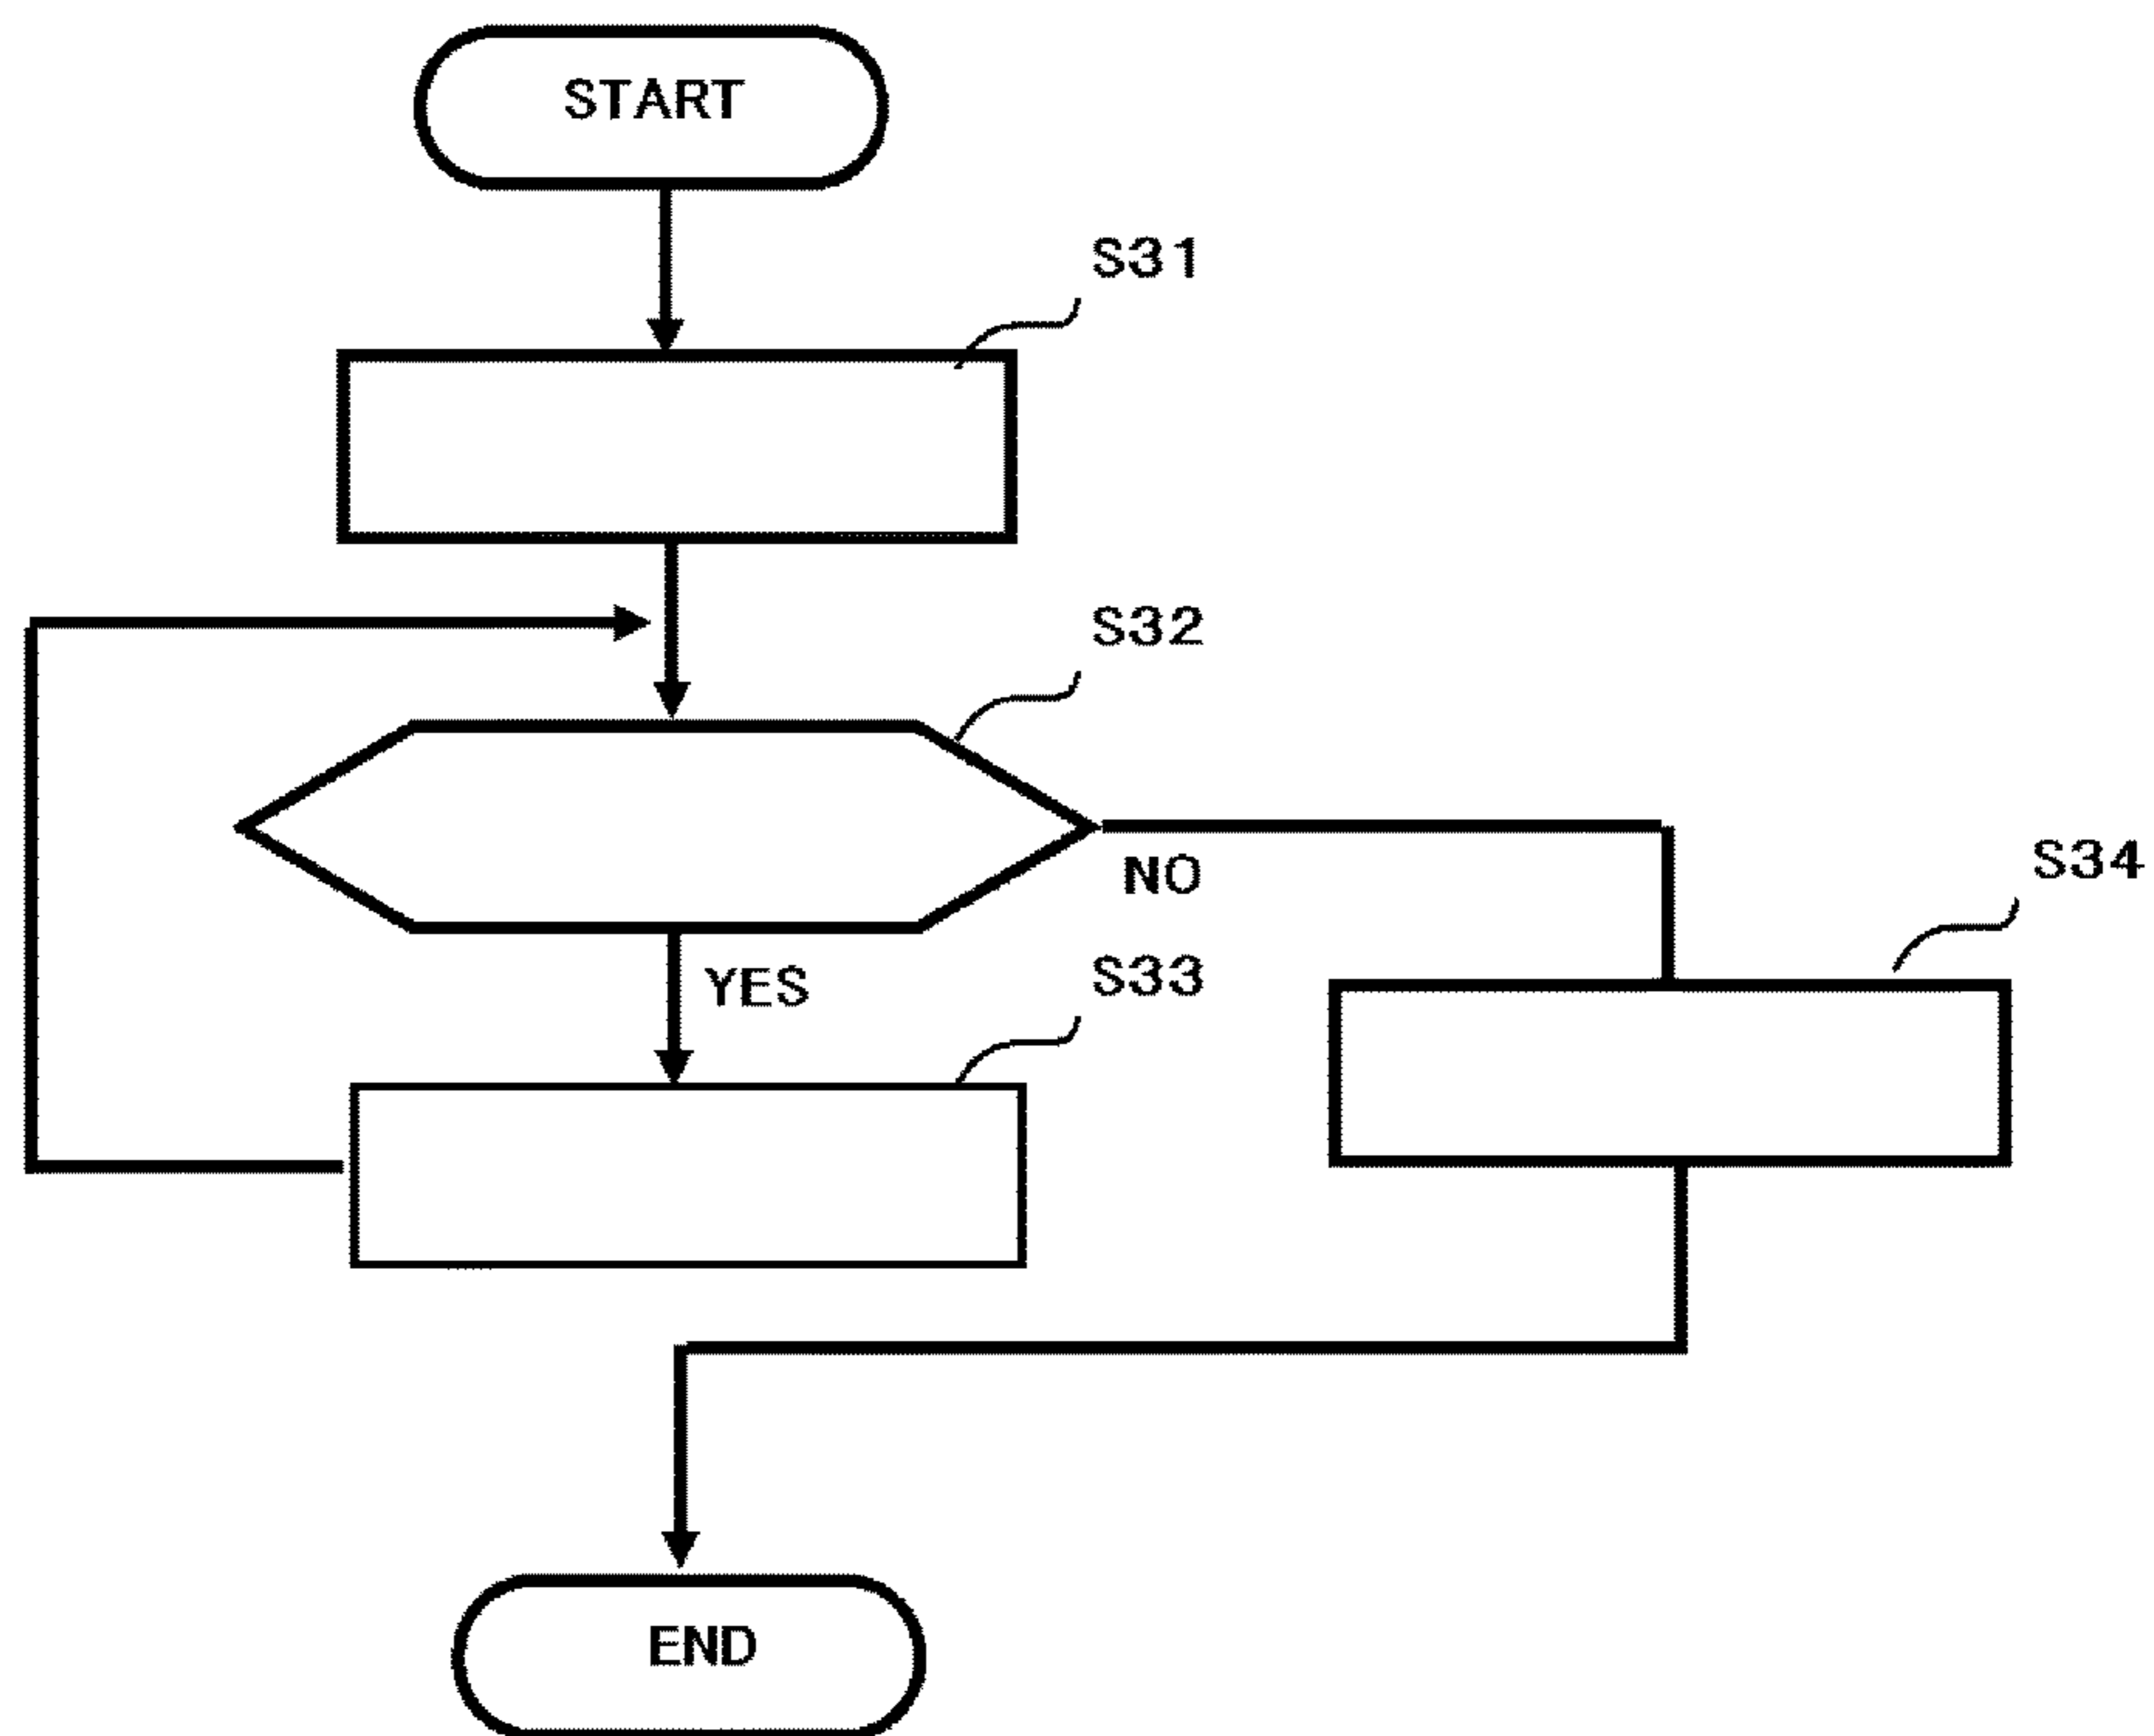 START
S31
S32
NO
S34
YES
S33
END